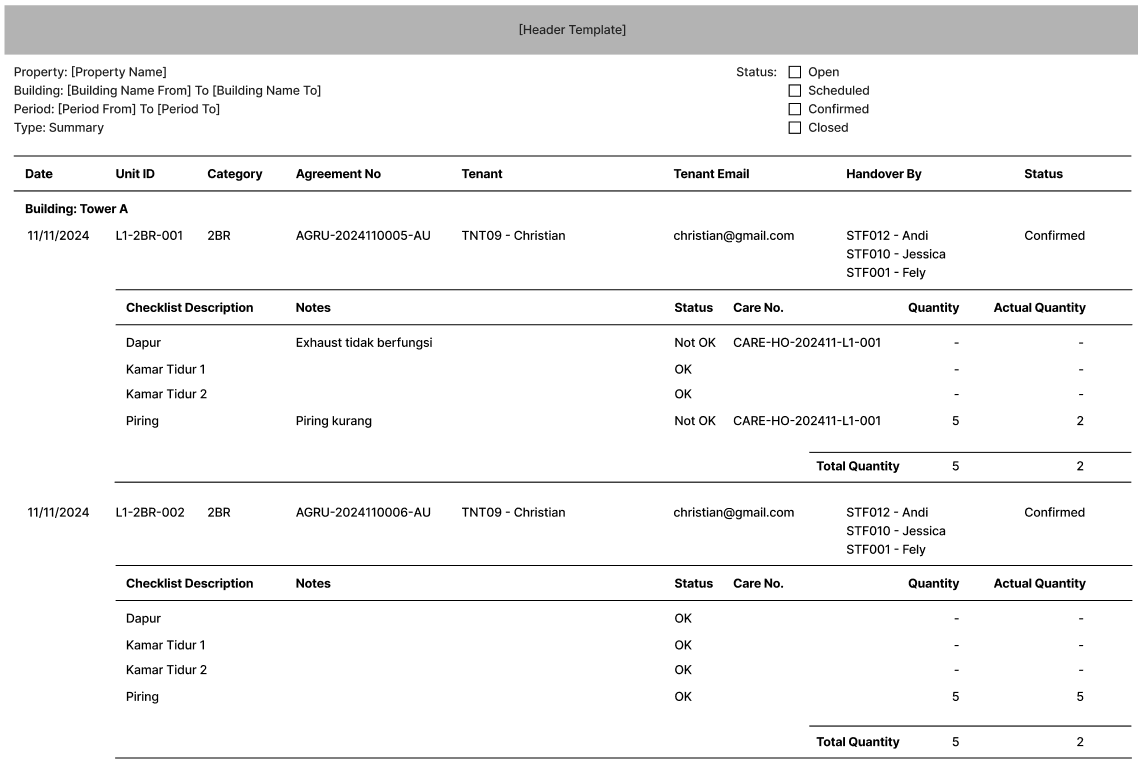 [Header Template]
Property: [Property Name]
Building: [Building Name From] To [Building Name To]
Period: [Period From] To [Period To]
Type: Summary
Status: Open
Scheduled
Confirmed
Closed
Date Unit ID Category Agreement No Tenant Tenant Email Handover By Status
Building: Tower A
11/11/2024 L1-2BR-001 2BR AGRU-2024110005-AU TNT09 - Christian christian@gmail.com STF012 - Andi Confirmed
STF010 - Jessica
STF001 - Fely
Checklist Description Notes Status Care No. Quantity Actual Quantity
Dapur Exhaust tidak berfungsi Not OK CARE-HO-202411-L1-001 - -
Kamar Tidur 1 OK - -
Kamar Tidur 2 OK - -
Piring Piring kurang Not OK CARE-HO-202411-L1-001 5 2
Total Quantity 5 2
11/11/2024 L1-2BR-002 2BR AGRU-2024110006-AU TNT09 - Christian christian@gmail.com STF012 - Andi Confirmed
STF010 - Jessica
STF001 - Fely
Checklist Description Notes Status Care No. Quantity Actual Quantity
Dapur OK - -
Kamar Tidur 1 OK - -
Kamar Tidur 2 OK - -
Piring OK 5 5
Total Quantity 5 2